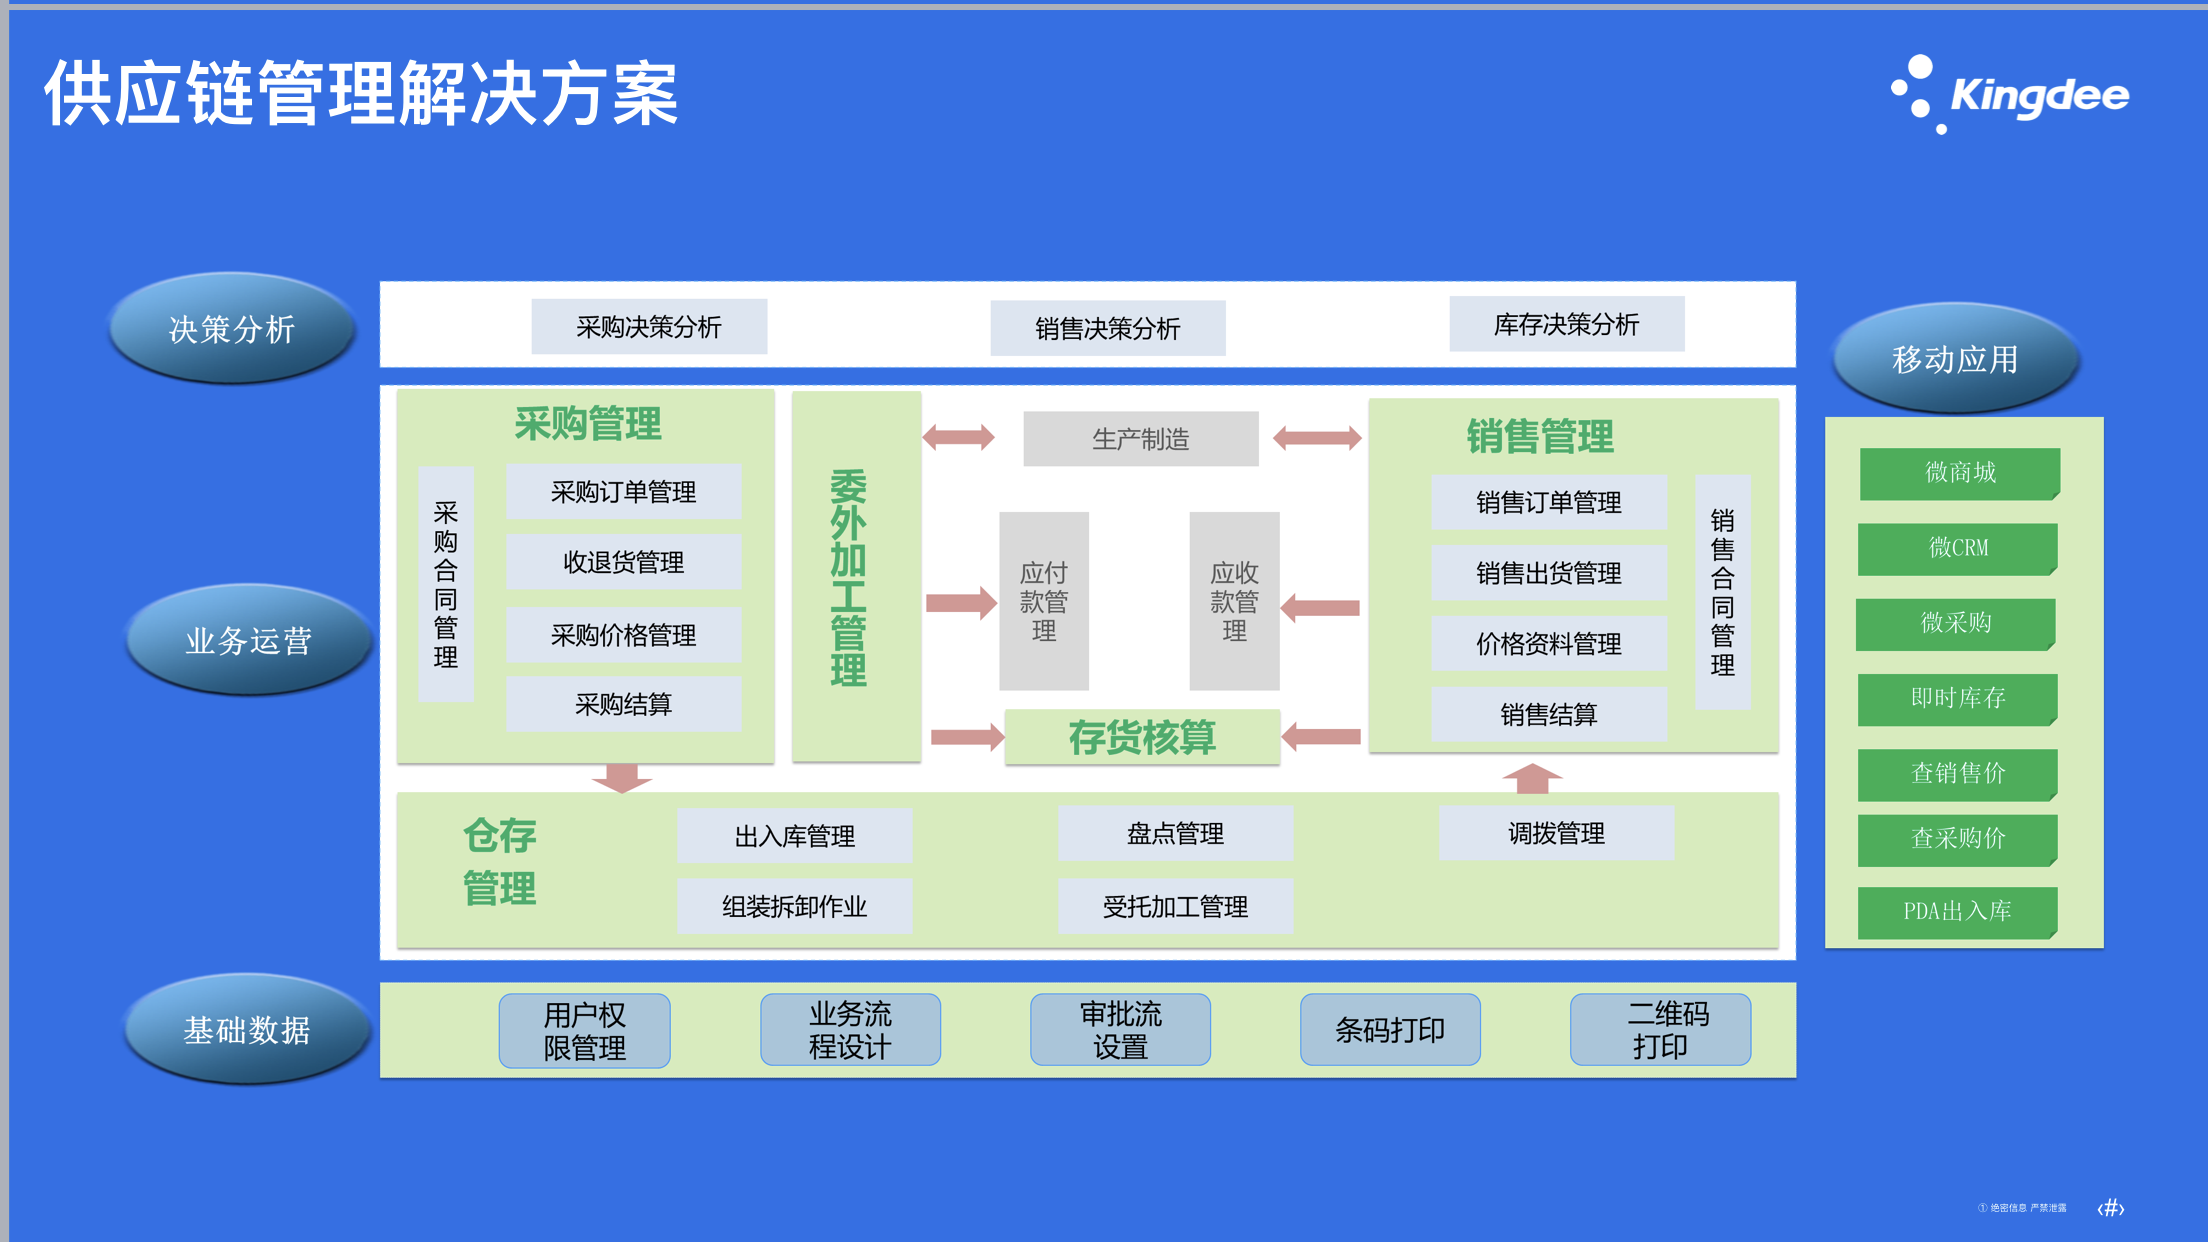 供应链管理解决方案
Kingdee
决策分析
采购决策分析
销售决策分析
库存决策分析
业务运营
采购管理
采购合同管理
采购订单管理
收退货管理
采购价格管理
采购结算
委外加工管理
生产制造
应付
款管
理
应收
款管
理
存货核算
销售管理
销售订单管理
销售出货管理
价格资料管理
销售结算
销售合同管理
仓存
管理
出入库管理
盘点管理
调拨管理
组装拆卸作业
受托加工管理
基础数据
用户权
限管理
业务流
程设计
审批流
设置
条码打印
二维码
打印
移动应用
微商城
微CRM
微采购
即时库存
查销售价
查采购价
PDA出入库
① 绝密信息 严禁泄露
‹#›